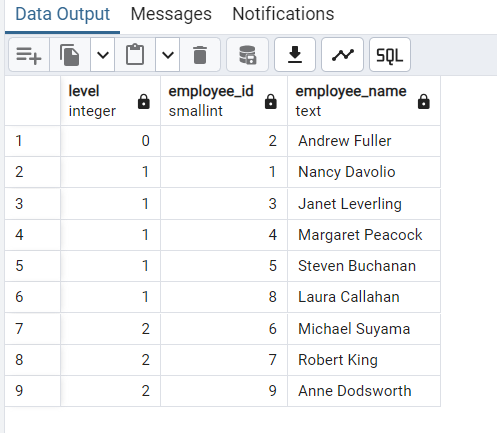 Data Output Messages Notifications
SQL
level employee_id employee_name
integer smallint text
1 0 2 Andrew Fuller
2 1 1 Nancy Davolio
3 1 3 Janet Leverling
4 1 4 Margaret Peacock
5 1 5 Steven Buchanan
6 1 8 Laura Callahan
7 2 6 Michael Suyama
8 2 7 Robert King
9 2 9 Anne Dodsworth